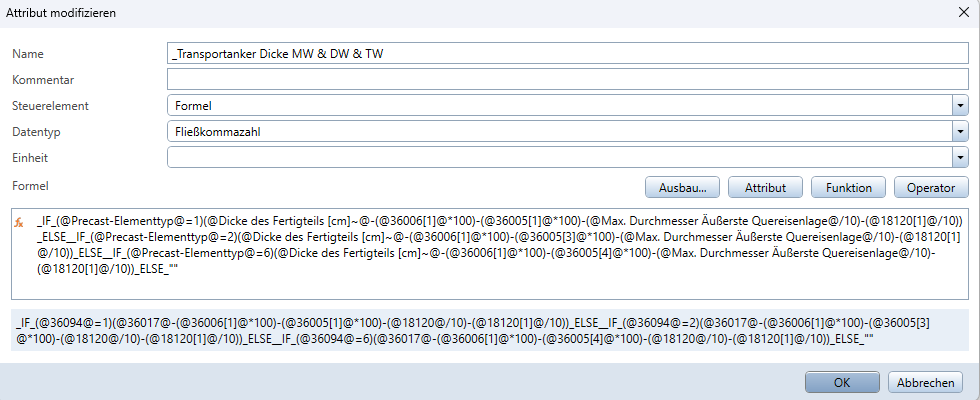 Attribut modifizieren
Name
_Transportanker Dicke MW & DW & TW
Kommentar
Steuerelement
Formel
Datentyp
Fließkommazahl
Einheit
Formel
Ausbau...
Attribut
Funktion
Operator
_IF_(@Precast-Elementtyp@=1)(@Dicke des Fertigteils [cm]~@-(@36006[1]@*100)-(@36005[1]@*100)-(@Max. Durchmesser Äußerste Quereisenlage@/10)-(@18120[1]@/10))
_ELSE__IF_(@Precast-Elementtyp@=2)(@Dicke des Fertigteils [cm]~@-(@36006[1]@*100)-(@36005[3]@*100)-(@Max. Durchmesser Äußerste Quereisenlage@/10)-(@18120[1]
@/10))_ELSE__IF_(@Precast-Elementtyp@=6)(@Dicke des Fertigteils [cm]~@-(@36006[1]@*100)-(@36005[4]@*100)-(@Max. Durchmesser Äußerste Quereisenlage@/10)-
(@18120[1]@/10))_ELSE_""
_IF_(@36094@=1)(@36017@-(@36006[1]@*100)-(@36005[1]@*100)-(@18120@/10)-(@18120[1]@/10))_ELSE__IF_(@36094@=2)(@36017@-(@36006[1]@*100)-(@36005[3]
@*100)-(@18120@/10)-(@18120[1]@/10))_ELSE__IF_(@36094@=6)(@36017@-(@36006[1]@*100)-(@36005[4]@*100)-(@18120@/10)-(@18120[1]@/10))_ELSE_""
OK
Abbrechen